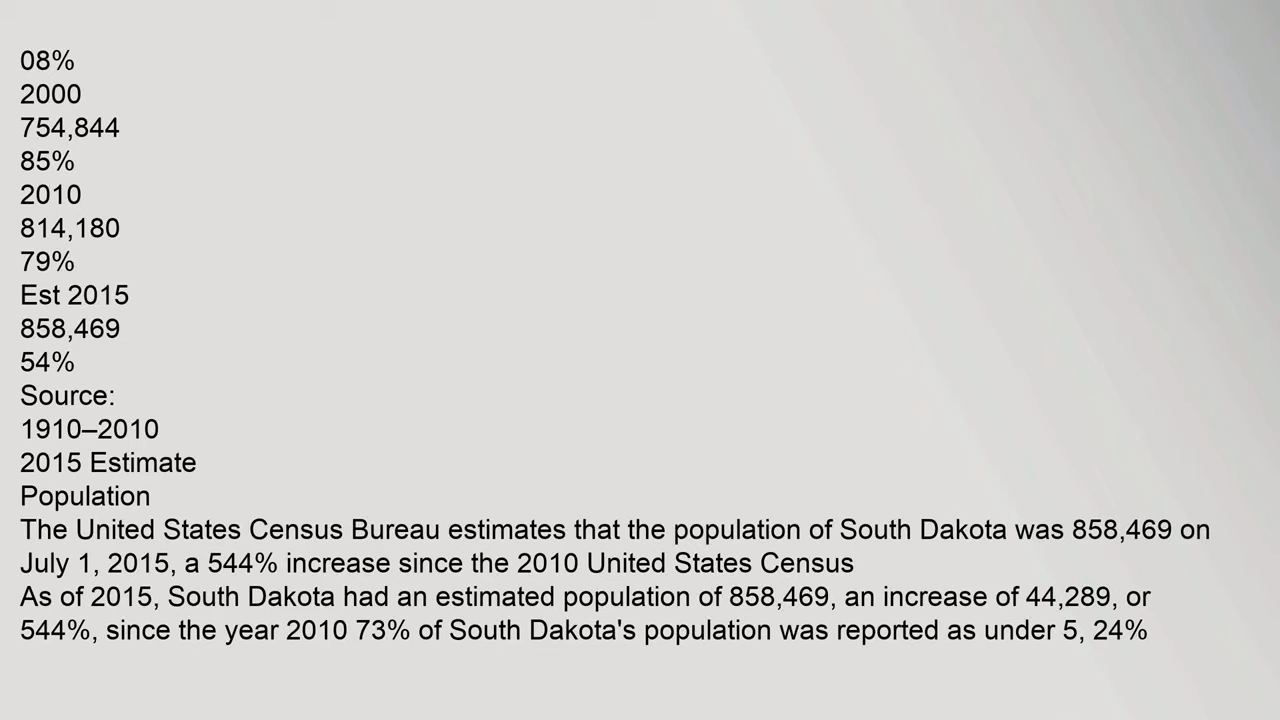 08%
2000
754,844
85%
2010
814,180
79%
Est 2015
858,469
54%
Source:
1910–2010
2015 Estimate
Population
The United States Census Bureau estimates that the population of South Dakota was 858,469 on
July 1, 2015, a 544% increase since the 2010 United States Census
As of 2015, South Dakota had an estimated population of 858,469, an increase of 44,289, or
544%, since the year 2010 73% of South Dakota's population was reported as under 5, 24%